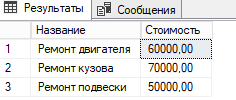 Результаты Сообщения
Название Стоимость
1 Ремонт двигателя 60000,00
2 Ремонт кузова 70000,00
3 Ремонт подвески 50000,00